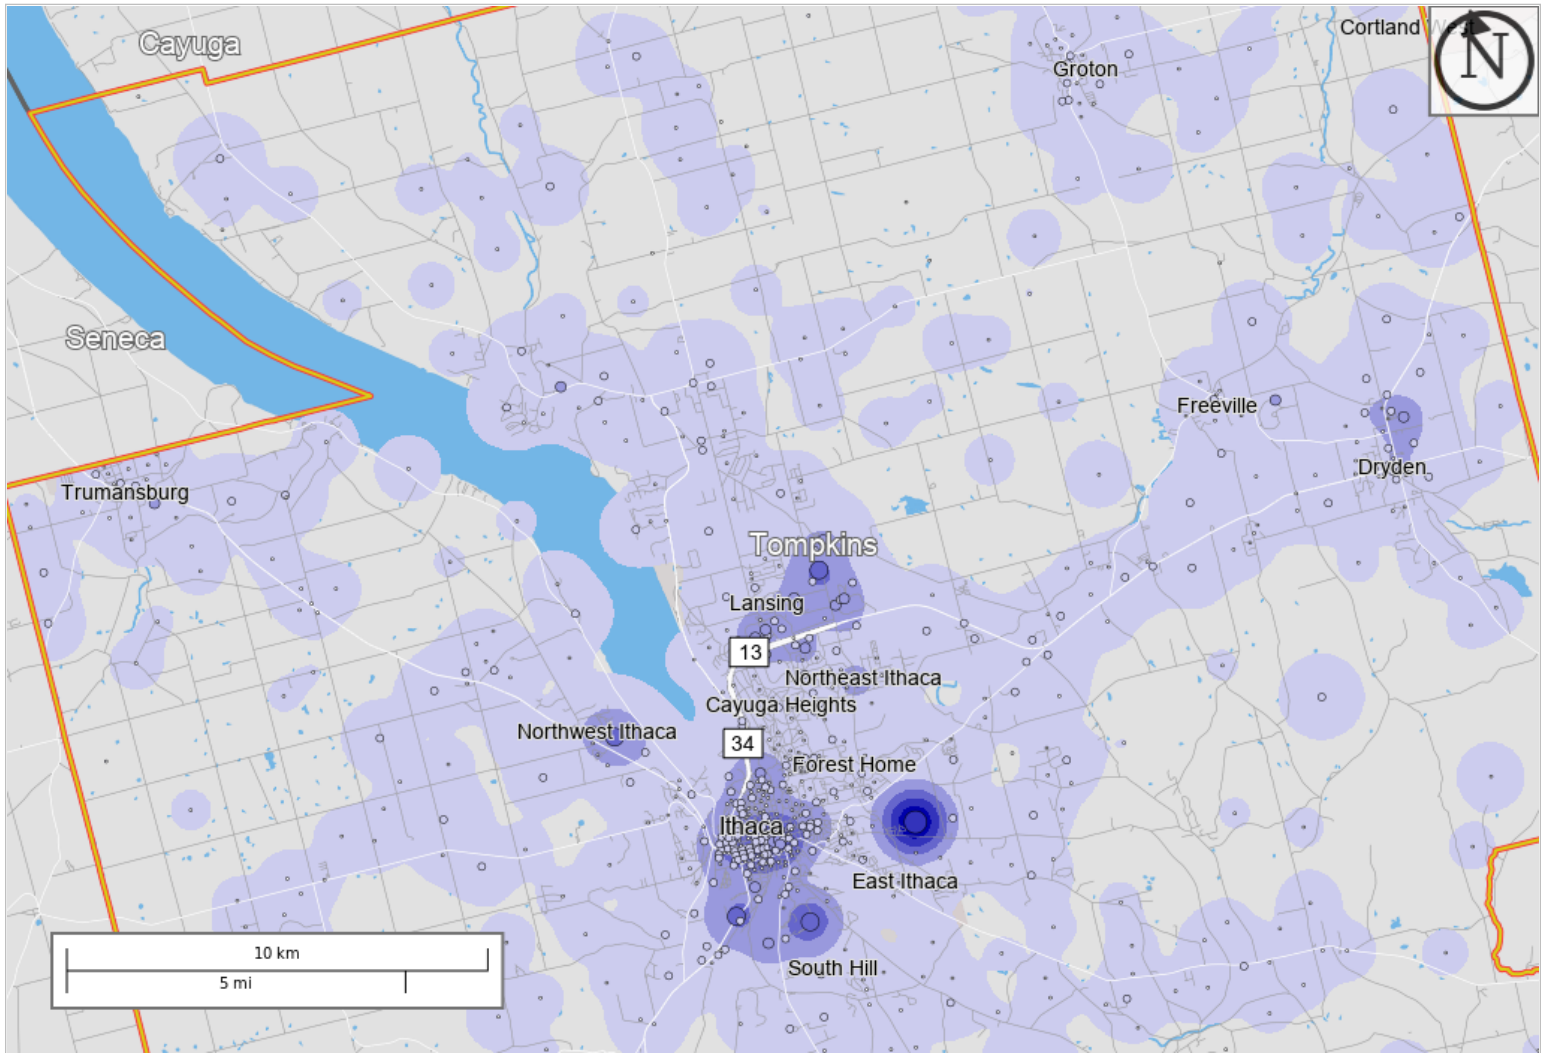 Cortland West
Cayuga
N
Groton
Seneca
Freeville
Dryden
Trumansburg
Tompkins
Lansing
13
Northeast Ithaca
Cayuga Heights
Northwest Ithaca
34
Forest Home
Ithaca
East Ithaca
South Hill
10 km
5 mi